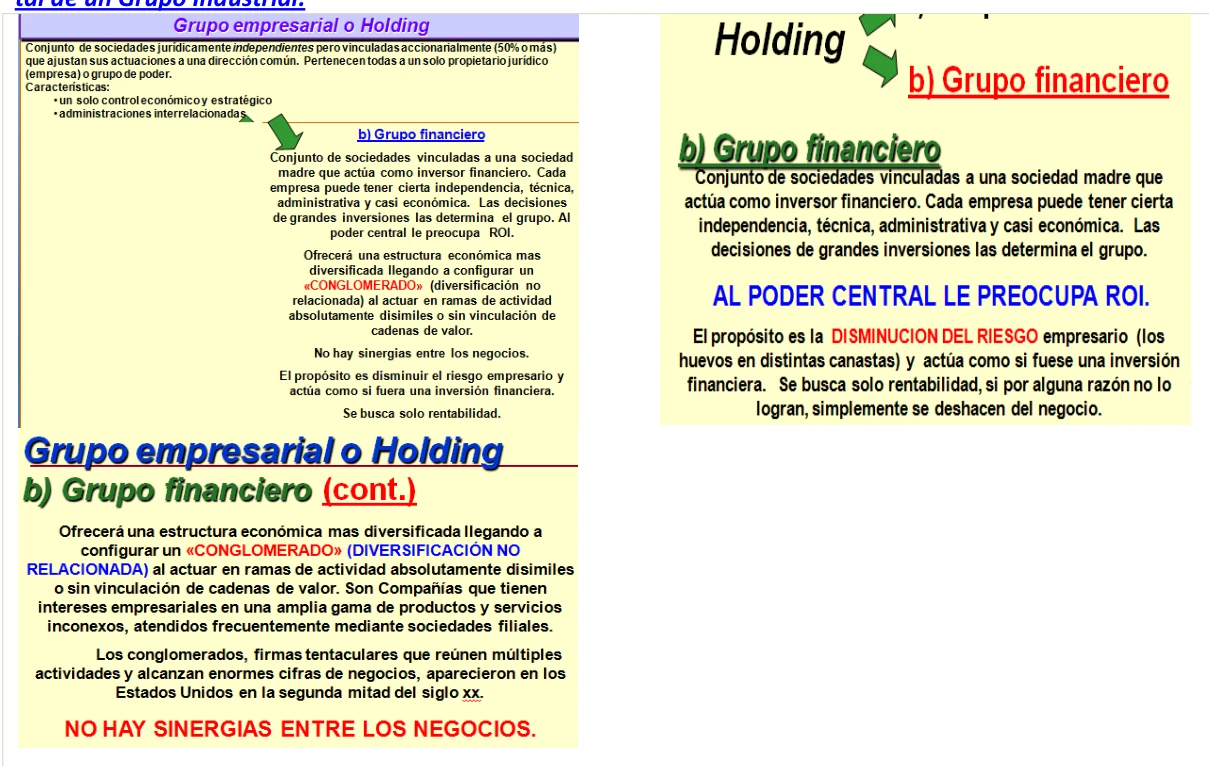 tal de un Grupo Industrial.
Grupo empresarial o Holding
Conjunto de sociedades jurídicamente independientes pero vinculadas accionarialmente (50% o más)
que ajustan sus actuaciones a una dirección común. Pertenecen todas a un solo propietario jurídico
(empresa) o grupo de poder.
Características:
• un solo control económico y estratégico
• administraciones interrelacionadas
b) Grupo financiero
Conjunto de sociedades vinculadas a una sociedad
madre que actúa como inversor financiero. Cada
empresa puede tener cierta independencia, técnica,
administrativa y casi económica. Las decisiones
de grandes inversiones las determina el grupo. Al
poder central le preocupa ROI.
Ofrecerá una estructura económica mas
diversificada llegando a configurar un
«CONGLOMERADO» (diversificación no
relacionada) al actuar en ramas de actividad
absolutamente disimiles o sin vinculación de
cadenas de valor.
No hay sinergias entre los negocios.
El propósito es disminuir el riesgo empresario y
actúa como si fuera una inversión financiera.
Se busca solo rentabilidad.
Grupo empresarial o Holding
b) Grupo financiero (cont.)
Ofrecerá una estructura económica mas diversificada llegando a
configurar un «CONGLOMERADO» (DIVERSIFICACIÓN NO
RELACIONADA) al actuar en ramas de actividad absolutamente disimiles
o sin vinculación de cadenas de valor. Son Compañías que tienen
intereses empresariales en una amplia gama de productos y servicios
inconexos, atendidos frecuentemente mediante sociedades filiales.
Los conglomerados, firmas tentaculares que reúnen múltiples
actividades y alcanzan enormes cifras de negocios, aparecieron en los
Estados Unidos en la segunda mitad del siglo xx.
NO HAY SINERGIAS ENTRE LOS NEGOCIOS.
Holding
b) Grupo financiero
b) Grupo financiero
Conjunto de sociedades vinculadas a una sociedad madre que
actúa como inversor financiero. Cada empresa puede tener cierta
independencia, técnica, administrativa y casi económica. Las
decisiones de grandes inversiones las determina el grupo.
AL PODER CENTRAL LE PREOCUPA ROI.
El propósito es la DISMINUCION DEL RIESGO empresario (los
huevos en distintas canastas) y actúa como si fuese una inversión
financiera. Se busca solo rentabilidad, si por alguna razón no lo
logran, simplemente se deshacen del negocio.